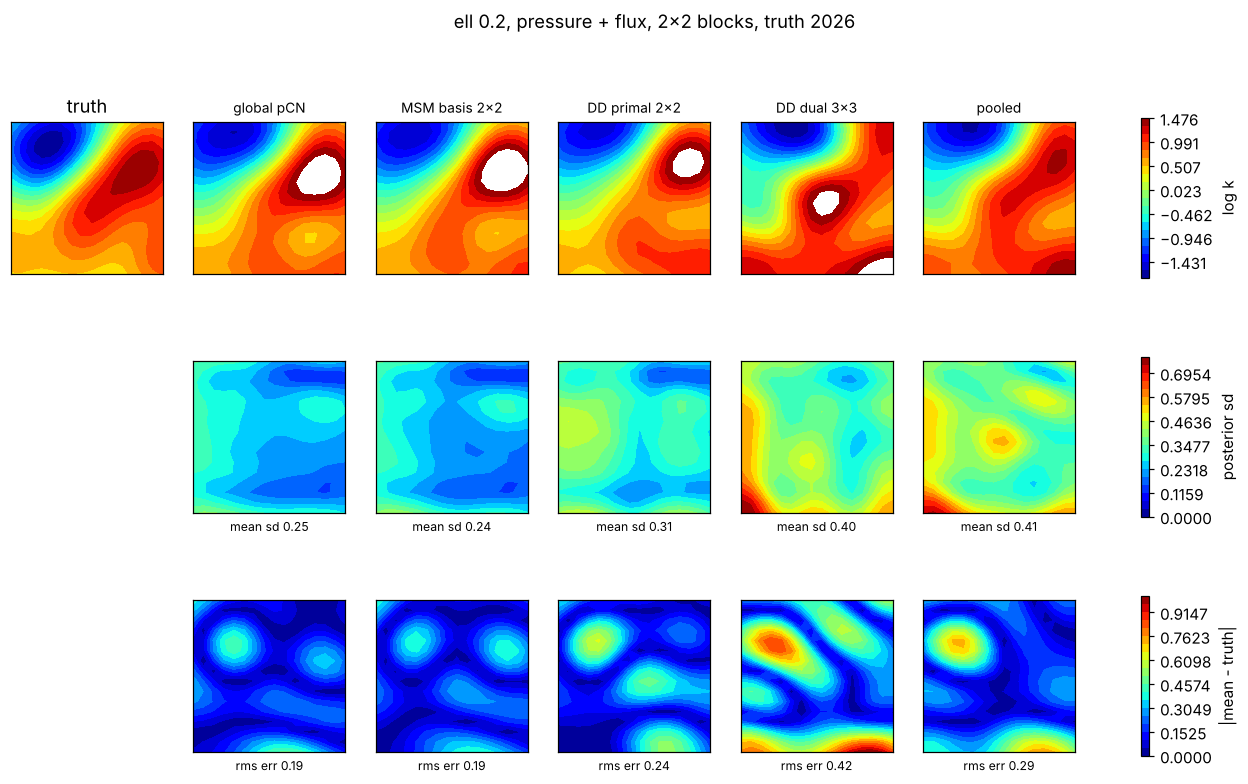 ell 0.2, pressure + flux, 2×2 blocks, truth 2026
truth
global pCN
MSM basis 2×2
DD primal 2×2
DD dual 3×3
pooled
1.476
0.991
0.507
0.023
−0.462
−0.946
−1.431
log k
0.6954
0.5795
0.4636
0.3477
0.2318
0.1159
0.0000
posterior sd
mean sd 0.25
mean sd 0.24
mean sd 0.31
mean sd 0.40
mean sd 0.41
0.9147
0.7623
0.6098
0.4574
0.3049
0.1525
0.0000
|mean − truth|
rms err 0.19
rms err 0.19
rms err 0.24
rms err 0.42
rms err 0.29